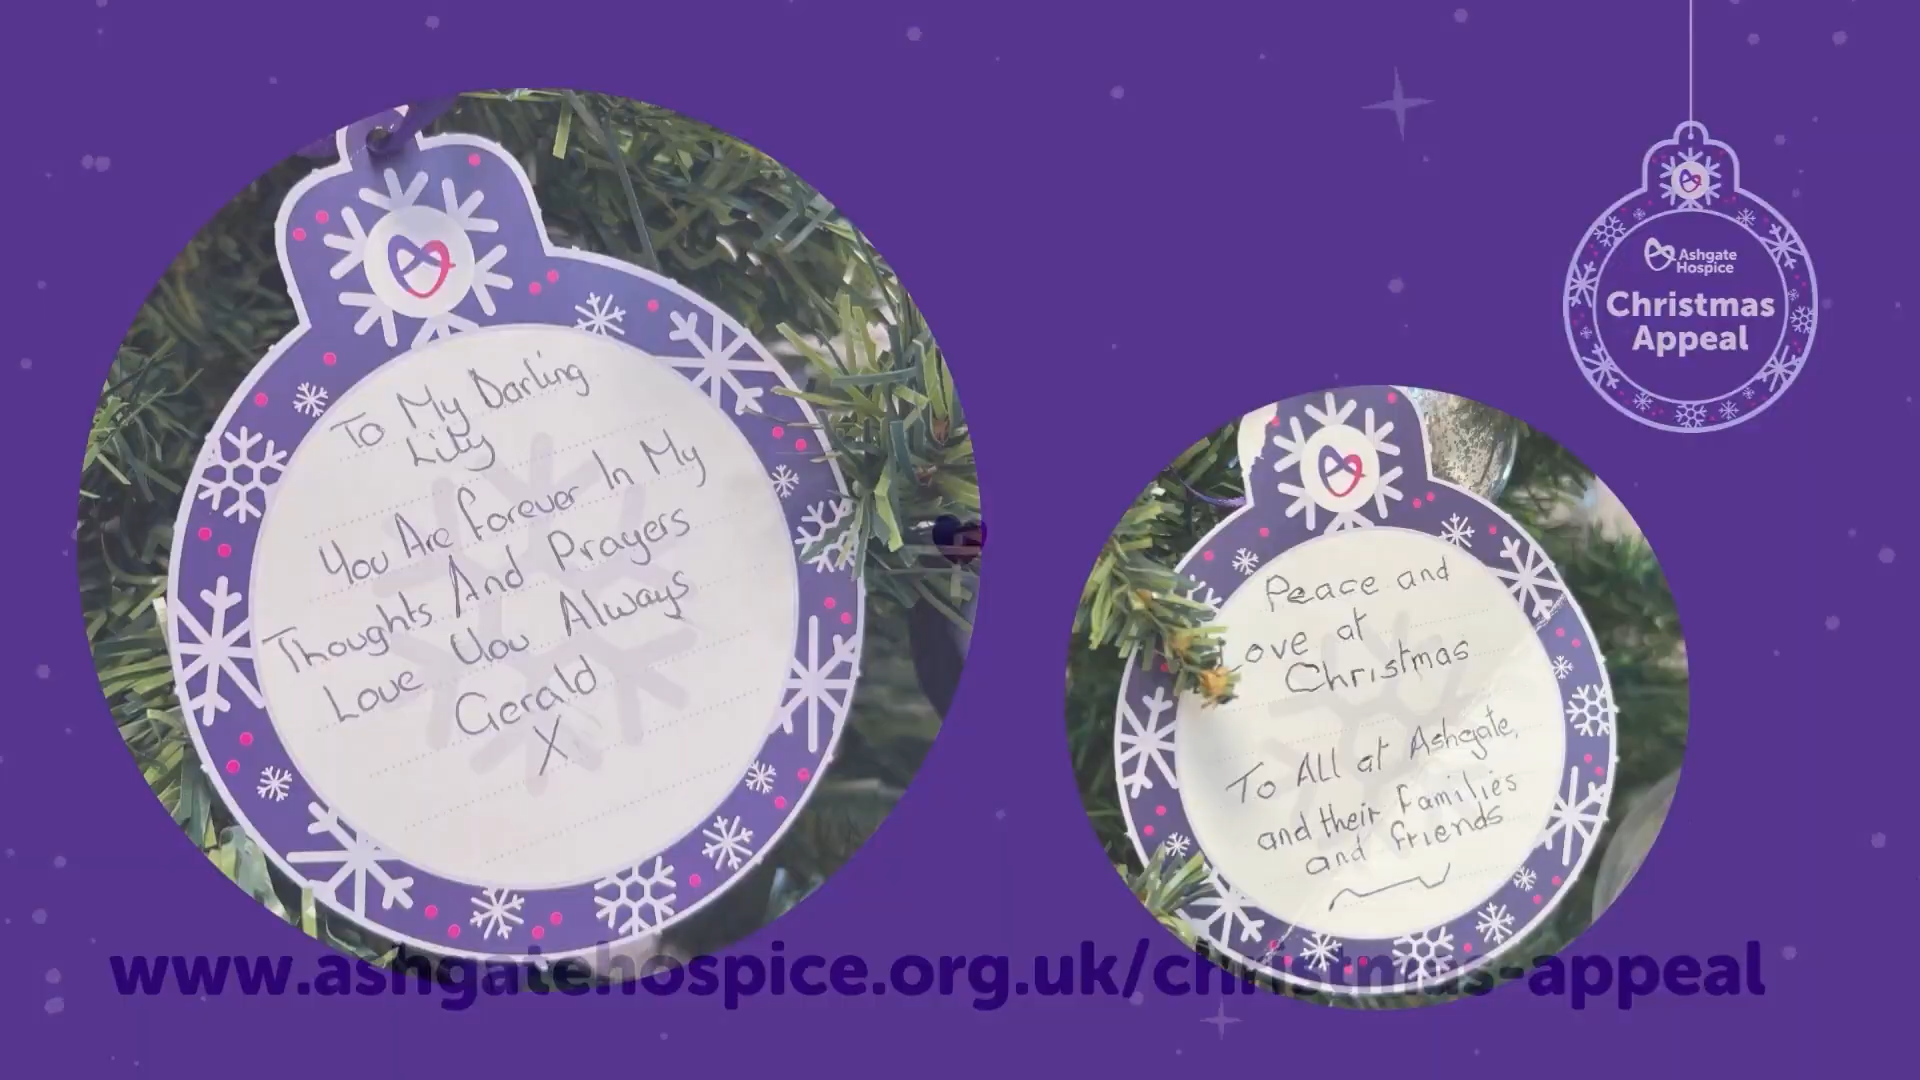 To My Darling
Lilly
You Are forever In My
Thoughts And Prayers
Love You Always
Gerald
X
Ashgate
Hospice
Christmas
Appeal
Peace and
Love at
Christmas
To All at Ashgate,
and their families
and friends
www.ashgatehospice.org.uk/christmas-appeal